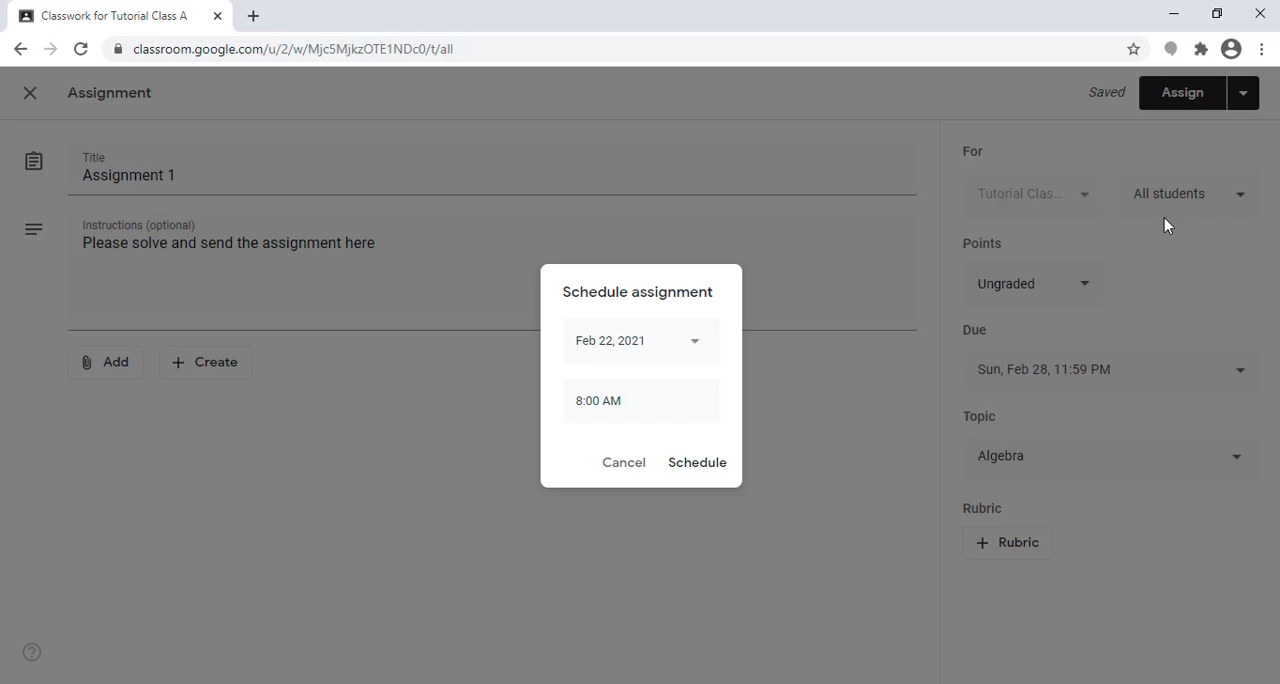 Classwork for Tutorial Class A
classroom.google.com/u/2/w/Mjc5MjkzOTE1NDc0/t/all
Assignment
Saved
Assign
Title
Assignment 1
Instructions (optional)
Please solve and send the assignment here
Add
Create
For
Tutorial Clas...
All students
Points
Ungraded
Due
Sun, Feb 28, 11:59 PM
Topic
Algebra
Rubric
Rubric
Schedule assignment
Feb 22, 2021
8:00 AM
Cancel
Schedule